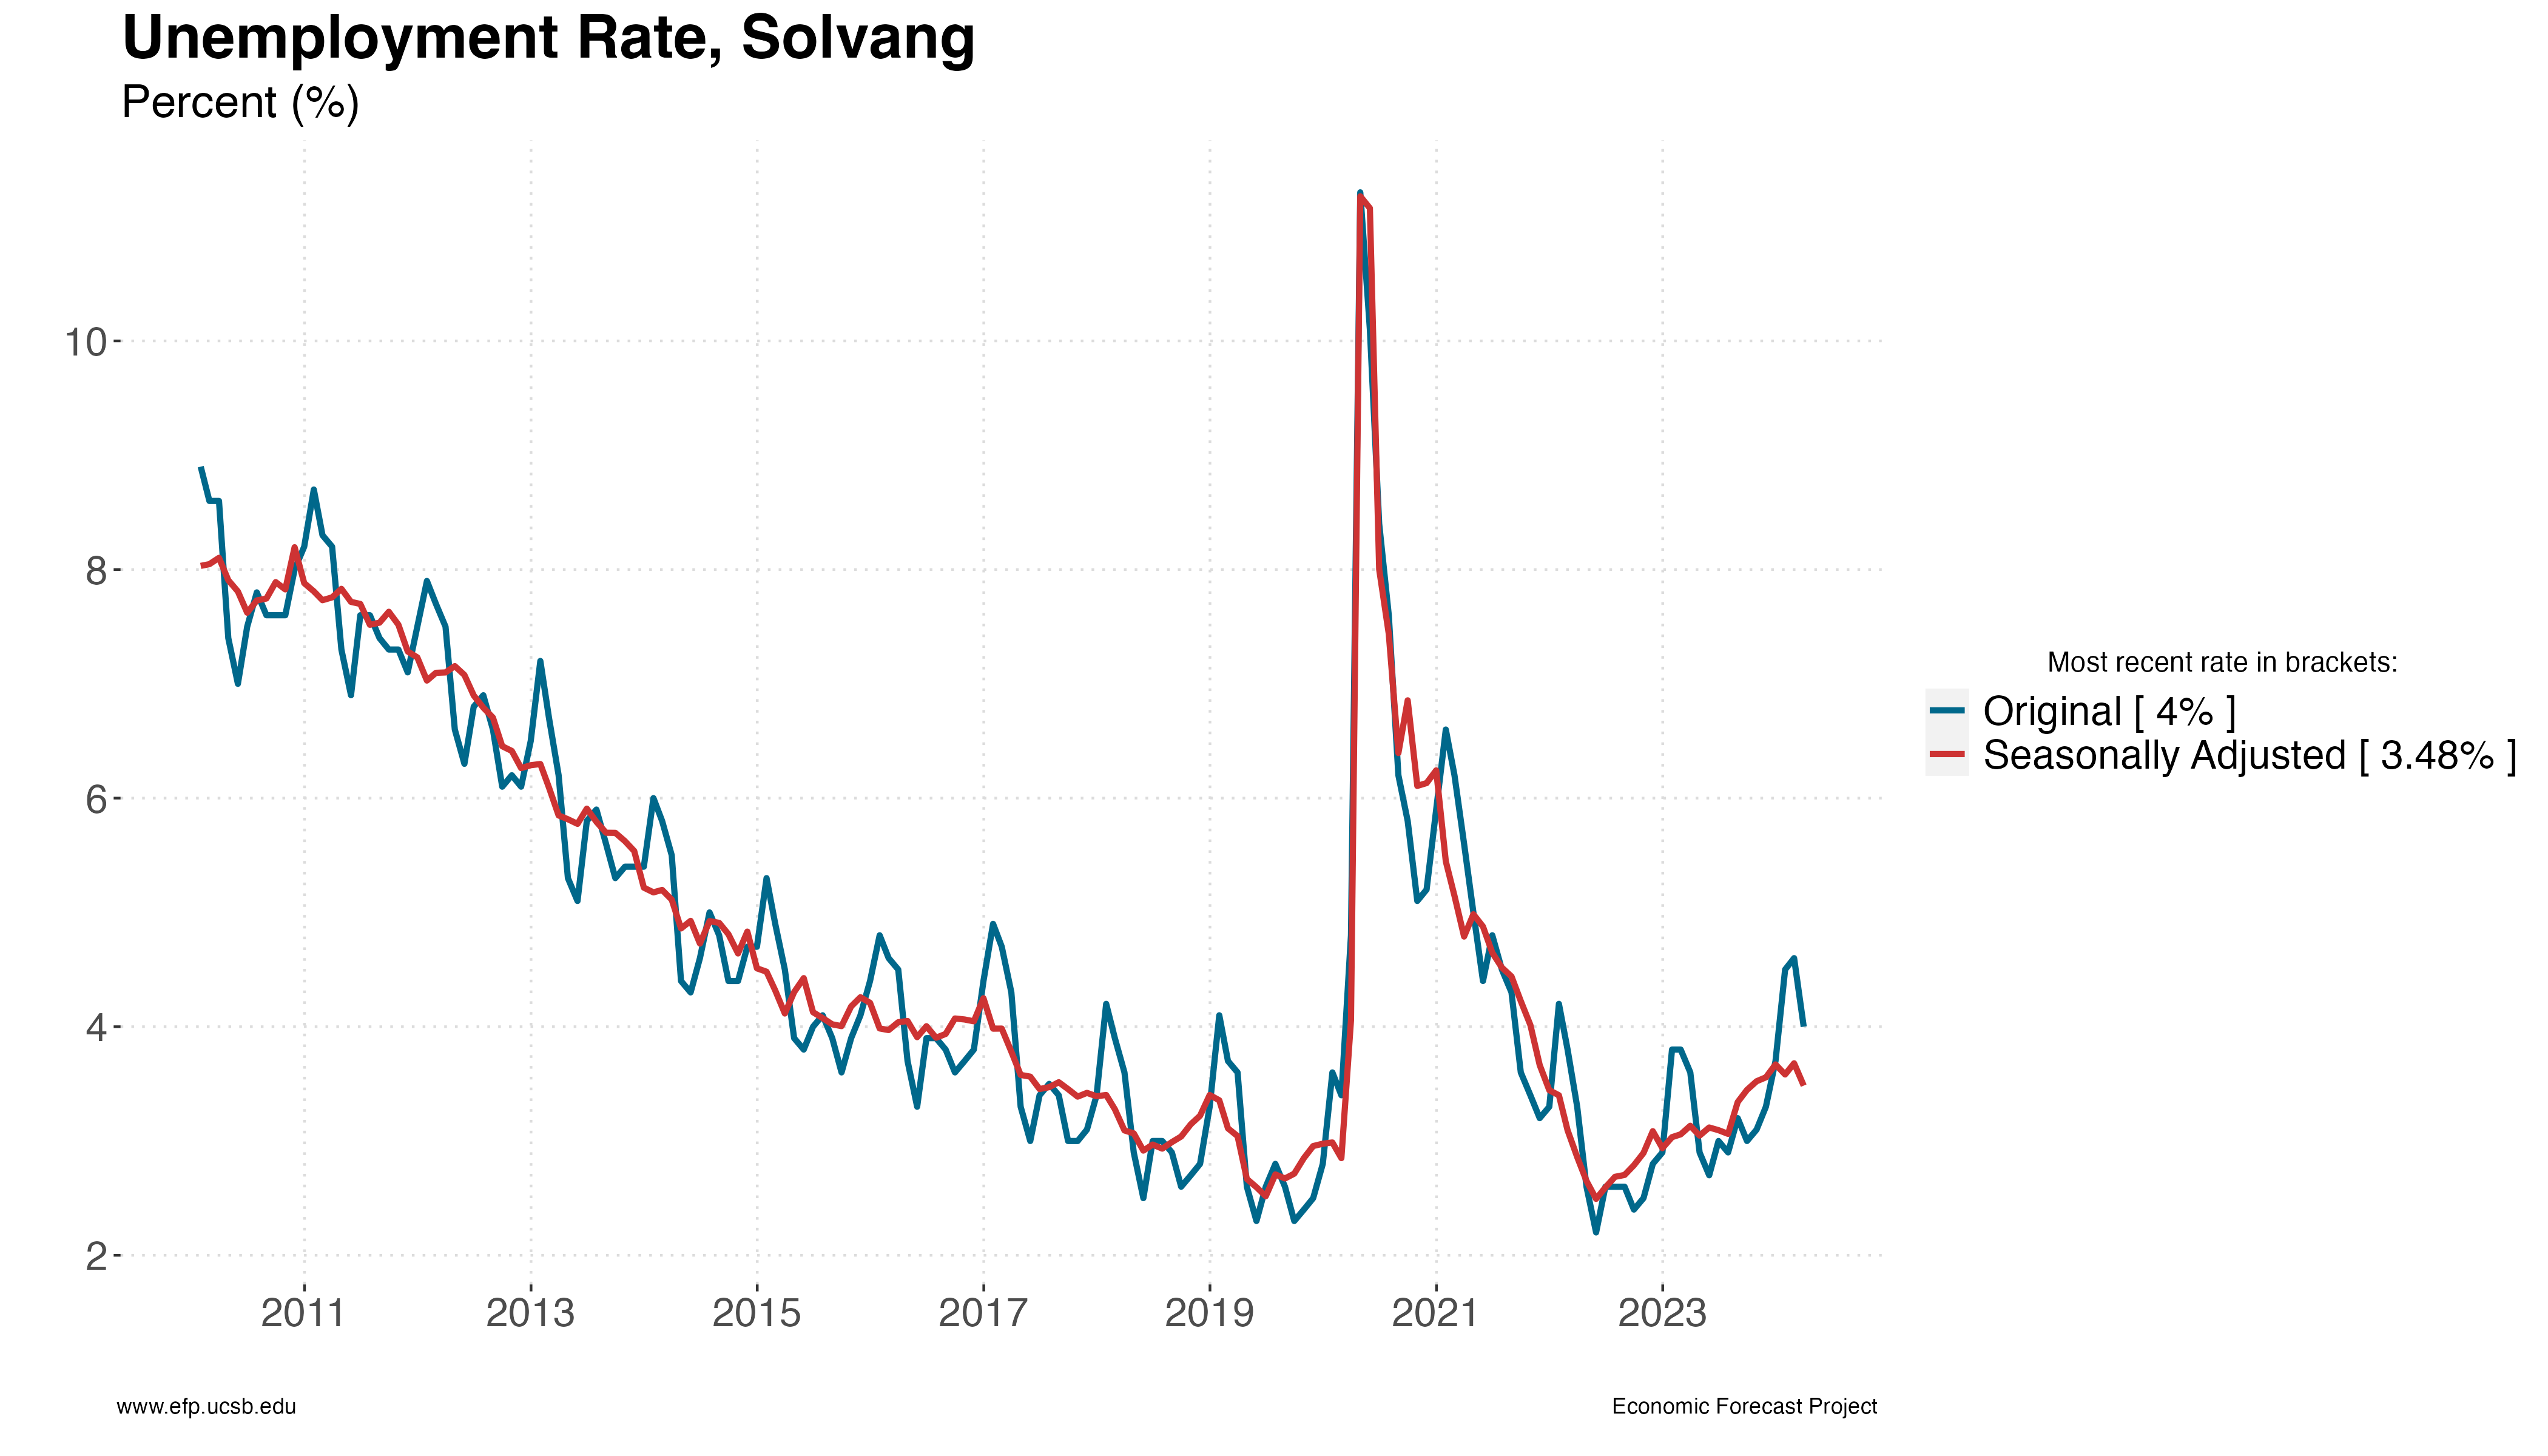 Unemployment Rate, Solvang
Percent (%)
10
8
6
4
2
2011 2013 2015 2017 2019 2021 2023
Most recent rate in brackets:
Original [ 4% ]
Seasonally Adjusted [ 3.48% ]
www.efp.ucsb.edu
Economic Forecast Project